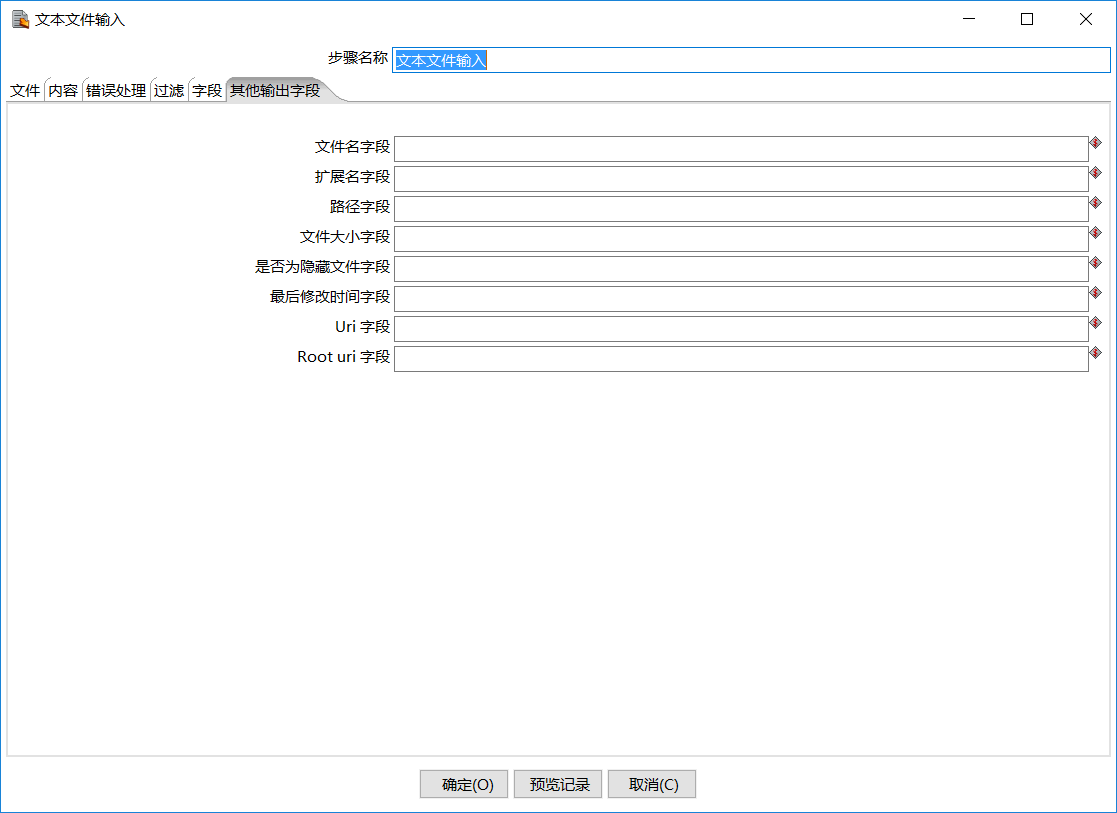 文本文件输入
步骤名称 文本文件输入
文件 内容 错误处理 过滤 字段 其他输出字段
文件名字段
扩展名字段
路径字段
文件大小字段
是否为隐藏文件字段
最后修改时间字段
Uri 字段
Root uri 字段
确定(O) 预览记录 取消(C)